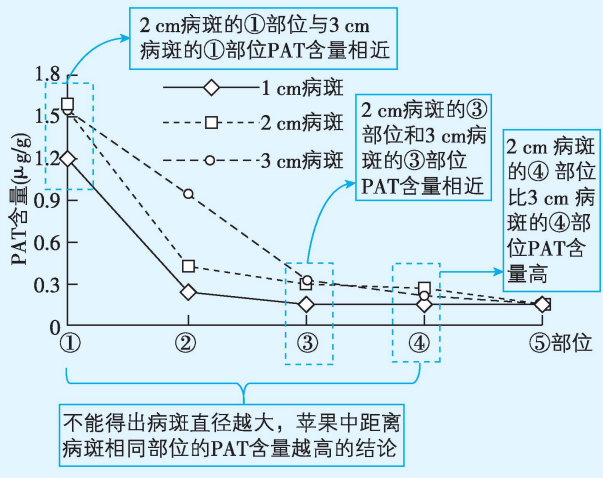 2 cm病斑的①部位与3 cm
病斑的①部位PAT含量相近
1.8
1.5
1.2
0.9
0.6
0.3
0
PAT含量(μg/g)
1 cm病斑
2 cm病斑
3 cm病斑
2 cm病斑的③
部位和3 cm病
斑的③部位
PAT含量相近
2 cm 病斑
的④ 部位
比3 cm 病
斑的④部
位PAT含
量高
① ② ③ ④ ⑤部位
不能得出病斑直径越大，苹果中距离
病斑相同部位的PAT含量越高的结论